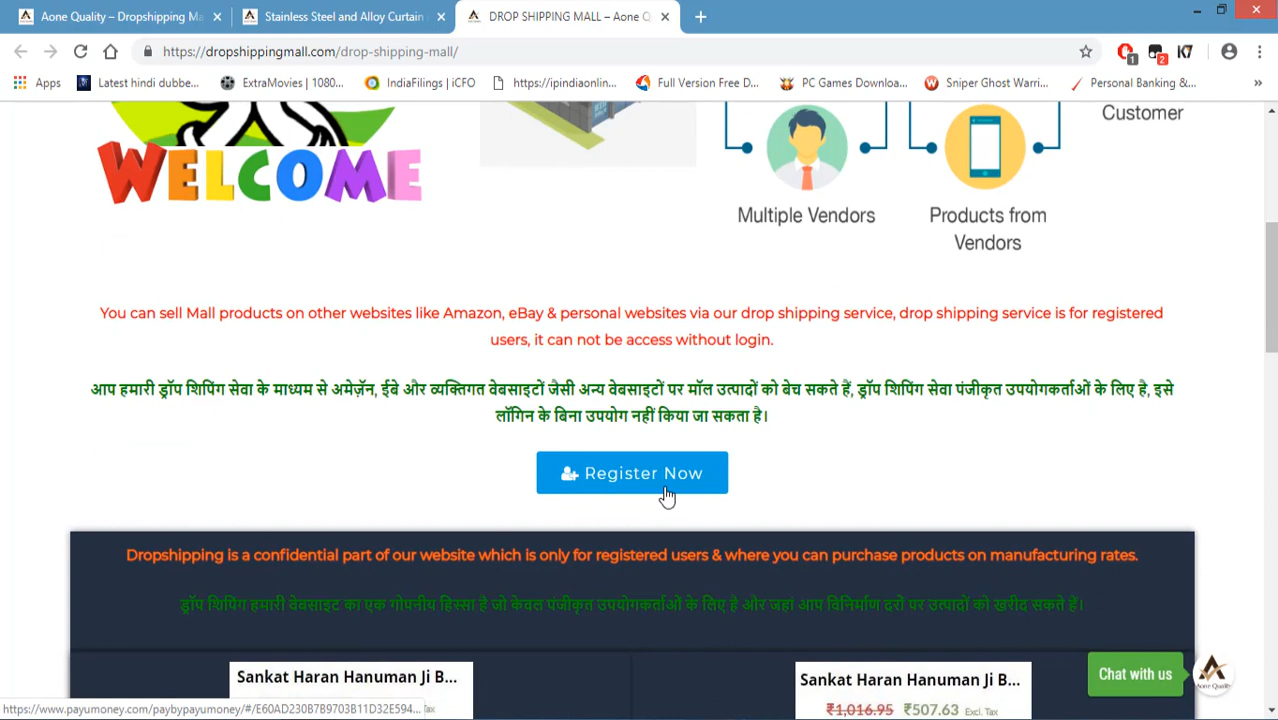 Aone Quality – Dropshipping Ma
Stainless Steel and Alloy Curtain
DROP SHIPPING MALL – Aone Q
https://dropshippingmall.com/drop-shipping-mall/
1
2
K7
Apps
Latest hindi dubbe...
ExtraMovies | 1080...
IndiaFilings | iCFO
https://ipindiaonlin...
Full Version Free D...
PC Games Downloa...
Sniper Ghost Warri...
Personal Banking &...
»
Customer
WELCOME
Multiple Vendors
Products from
Vendors
You can sell Mall products on other websites like Amazon, eBay & personal websites via our drop shipping service, drop shipping service is for registered
users, it can not be access without login.
आप हमारी ड्रॉप शिपिंग सेवा के माध्यम से अमेज़ॅन, ईबे और व्यक्तिगत वेबसाइटों जैसी अन्य वेबसाइटों पर मॉल उत्पादों को बेच सकते हैं, ड्रॉप शिपिंग सेवा पंजीकृत उपयोगकर्ताओं के लिए है, इसे
लॉगिन के बिना उपयोग नहीं किया जा सकता है।
Register Now
Dropshipping is a confidential part of our website which is only for registered users & where you can purchase products on manufacturing rates.
ड्रॉप शिपिंग हमारी वेबसाइट का एक गोपनीय हिस्सा है जो केवल पंजीकृत उपयोगकर्ताओं के लिए है और जहां आप विनिर्माण दरों पर उत्पादों को खरीद सकते हैं।
Sankat Haran Hanuman Ji B...
Sankat Haran Hanuman Ji B...
₹1,016.95 ₹507.63 Excl. Tax
Tax
Chat with us
Aone Quality
https://www.payumoney.com/paybypayumoney/#/E60AD230B7B9703B11D32E594...